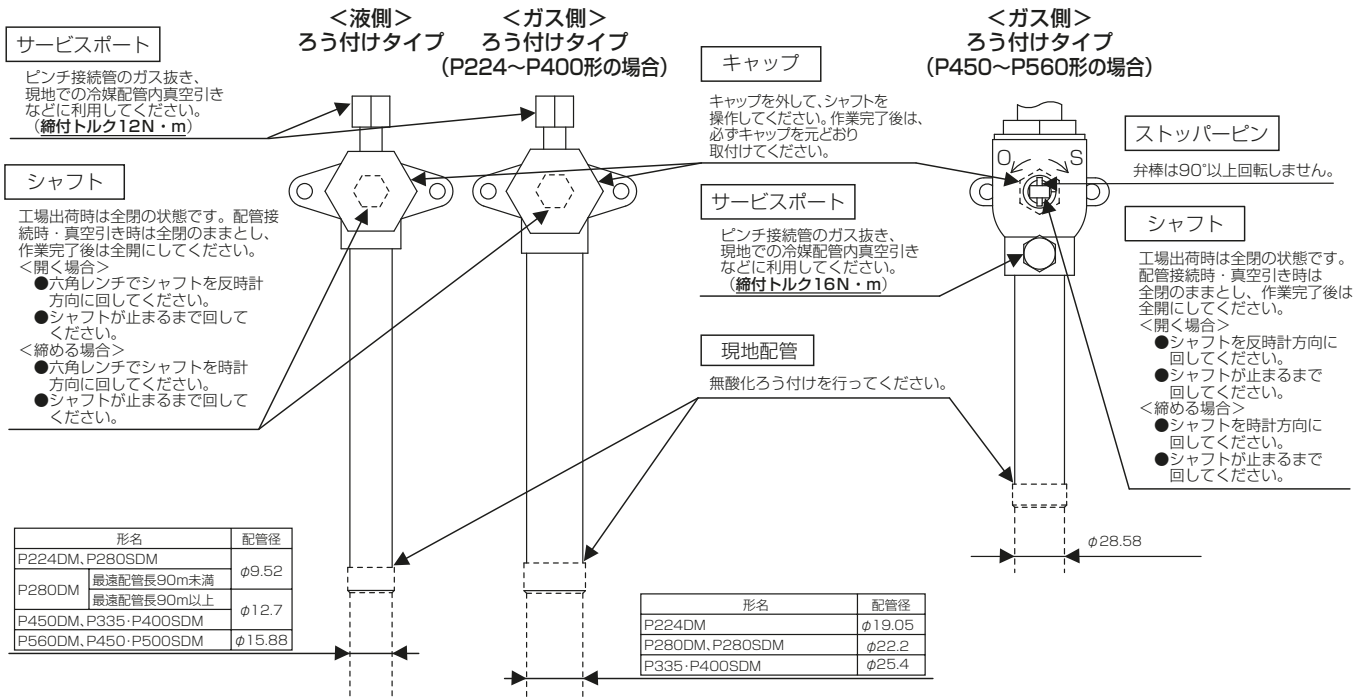 <液側>
ろう付けタイプ
<ガス側>
ろう付けタイプ
(P224～P400形の場合)
<ガス側>
ろう付けタイプ
(P450～P560形の場合)
サービスポート
ピンチ接続管のガス抜き、
現地での冷媒配管内真空引き
などに利用してください。
(締付トルク12N・m)
シャフト
工場出荷時は全閉の状態です。配管接
続時・真空引き時は全閉のままとし、
作業完了後は全開にしてください。
<開く場合>
●六角レンチでシャフトを反時計
方向に回してください。
●シャフトが止まるまで回して
ください。
<締める場合>
●六角レンチでシャフトを時計
方向に回してください。
●シャフトが止まるまで回して
ください。
キャップ
キャップを外して、シャフトを
操作してください。作業完了後は、
必ずキャップを元どおり
取付けてください。
サービスポート
ピンチ接続管のガス抜き、
現地での冷媒配管内真空引き
などに利用してください。
(締付トルク16N・m)
現地配管
無酸化ろう付けを行ってください。
O S
ストッパーピン
弁棒は90°以上回転しません。
シャフト
工場出荷時は全閉の状態です。
配管接続時・真空引き時は
全閉のままとし、作業完了後は
全開にしてください。
<開く場合>
●シャフトを反時計方向に
回してください。
●シャフトが止まるまで
回してください。
<締める場合>
●シャフトを時計方向に
回してください。
●シャフトが止まるまで
回してください。
φ28.58
形名 配管径
P224DM、P280SDM φ9.52
P280DM 最遠配管長90m未満
最遠配管長90m以上 φ12.7
P450DM、P335・P400SDM
P560DM、P450・P500SDM φ15.88
形名 配管径
P224DM φ19.05
P280DM、P280SDM φ22.2
P335・P400SDM φ25.4